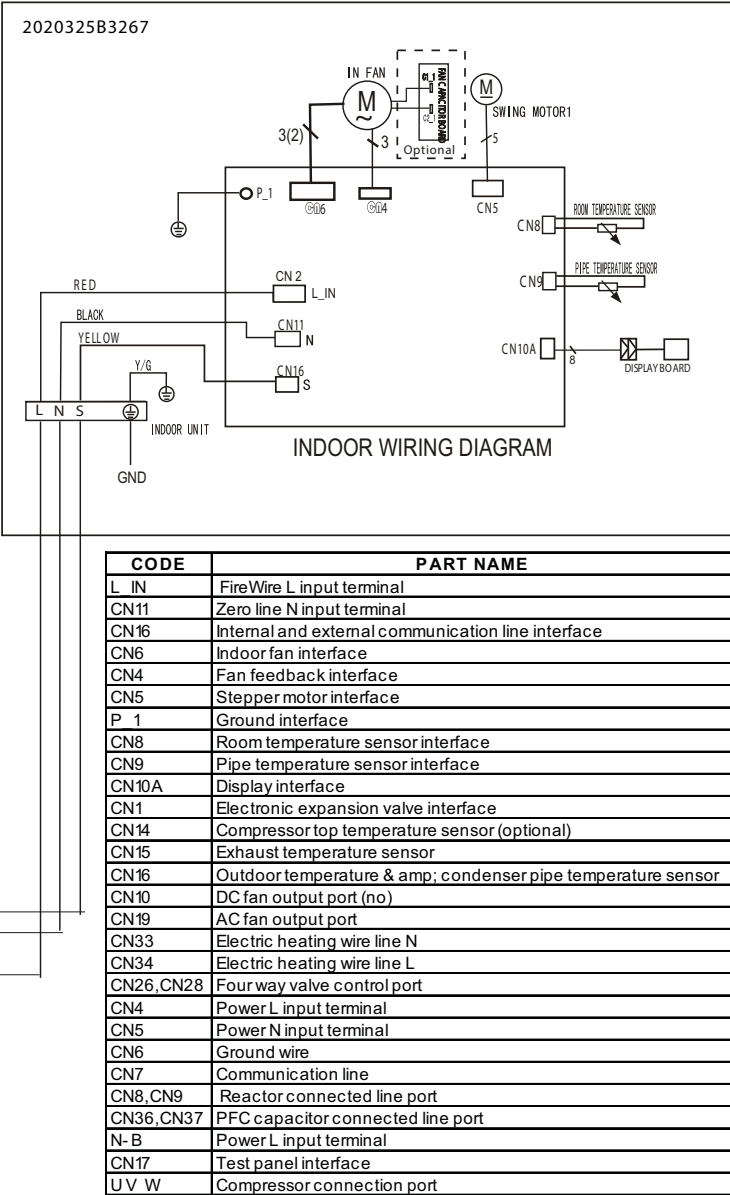 2020325B3267
IN FAN
M
~
C1_1
FAN CAPACITOR BOARD
C2_1
Optional
M
SWING MOTOR1
3(2)
3
5
P_1
CN6
CN4
CN5
CN8
ROOM TEMPERATURE SENSOR
CN9
PIPE TEMPERATURE SENSOR
RED
CN 2
L_IN
BLACK
CN11
N
YELLOW
CN16
S
CN10A
8
DISPLAY BOARD
Y/G
L N S
INDOOR UNIT
GND
INDOOR WIRING DIAGRAM
CODE PART NAME
L_IN FireWire L input terminal
CN11 Zero line N input terminal
CN16 Internal and external communication line interface
CN6 Indoor fan interface
CN4 Fan feedback interface
CN5 Stepper motor interface
P_1 Ground interface
CN8 Room temperature sensor interface
CN9 Pipe temperature sensor interface
CN10A Display interface
CN1 Electronic expansion valve interface
CN14 Compressor top temperature sensor (optional)
CN15 Exhaust temperature sensor
CN16 Outdoor temperature & amp; condenser pipe temperature sensor
CN10 DC fan output port (no)
CN19 AC fan output port
CN33 Electric heating wire line N
CN34 Electric heating wire line L
CN26,CN28 Four way valve control port
CN4 Power L input terminal
CN5 Power N input terminal
CN6 Ground wire
CN7 Communication line
CN8,CN9 Reactor connected line port
CN36,CN37 PFC capacitor connected line port
N-B Power L input terminal
CN17 Test panel interface
U V W Compressor connection port